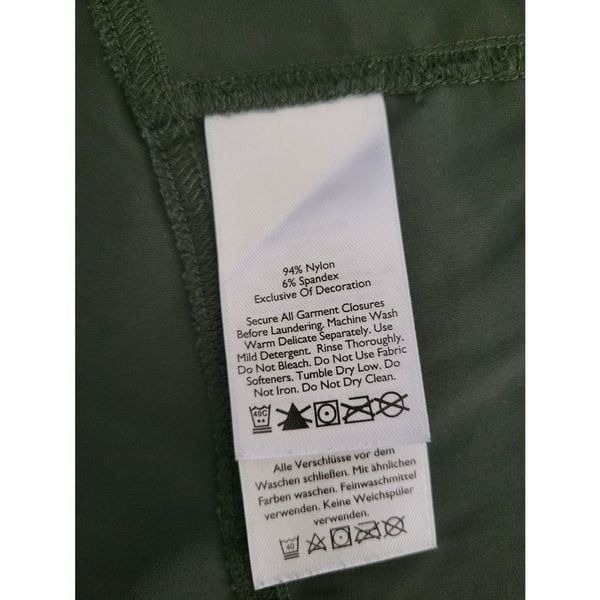 94% Nylon
6% Spandex
Exclusive Of Decoration
Secure All Garment Closures
Before Laundering. Machine Wash
Warm Delicate Separately. Use
Mild Detergent. Rinse Thoroughly.
Do Not Bleach. Do Not Use Fabric
Softeners. Tumble Dry Low. Do
Not Iron. Do Not Dry Clean.
40C
Alle Verschlüsse vor dem
Waschen schließen. Mit ähnlichen
Farben waschen. Feinwaschmittel
verwenden. Keine Weichspüler
verwenden.
40